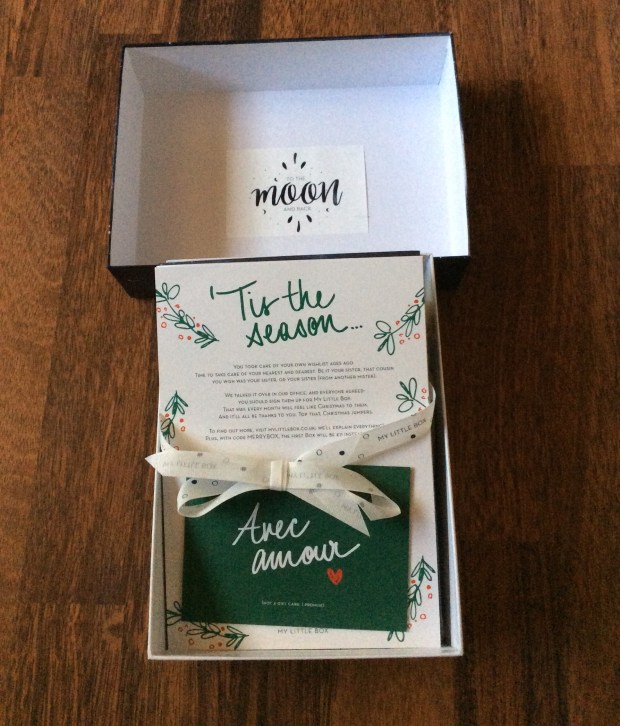 TO THE
moon
AND BACK
'Tis the
season...
YOU TOOK CARE OF YOUR OWN WISHLIST AGES AGO.
TIME TO TAKE CARE OF YOUR NEAREST AND DEAREST. BE IT YOUR SISTER, THAT COUSIN
YOU WISH WAS YOUR SISTER, OR YOUR SISTER FROM ANOTHER MISTER.
WE TALKED IT OVER IN OUR OFFICE, AND EVERYONE AGREED:
YOU SHOULD SIGN THEM UP FOR MY LITTLE BOX.
THAT WAY, EVERY MONTH WILL FEEL LIKE CHRISTMAS TO THEM,
AND IT'LL BE THANKS TO YOU. TOP THAT, CHRISTMAS JUMPERS.
TO FIND OUT MORE, VISIT MYLITTLEBOX.CO.UK, WE'LL EXPLAIN EVERYTHING
PLUS, WITH CODE MERRYBOX, THE FIRST BOX WILL BE
MY LITTLE BOX
MY LITTLE BOX
Avec
amour
MY LITTLE BOX